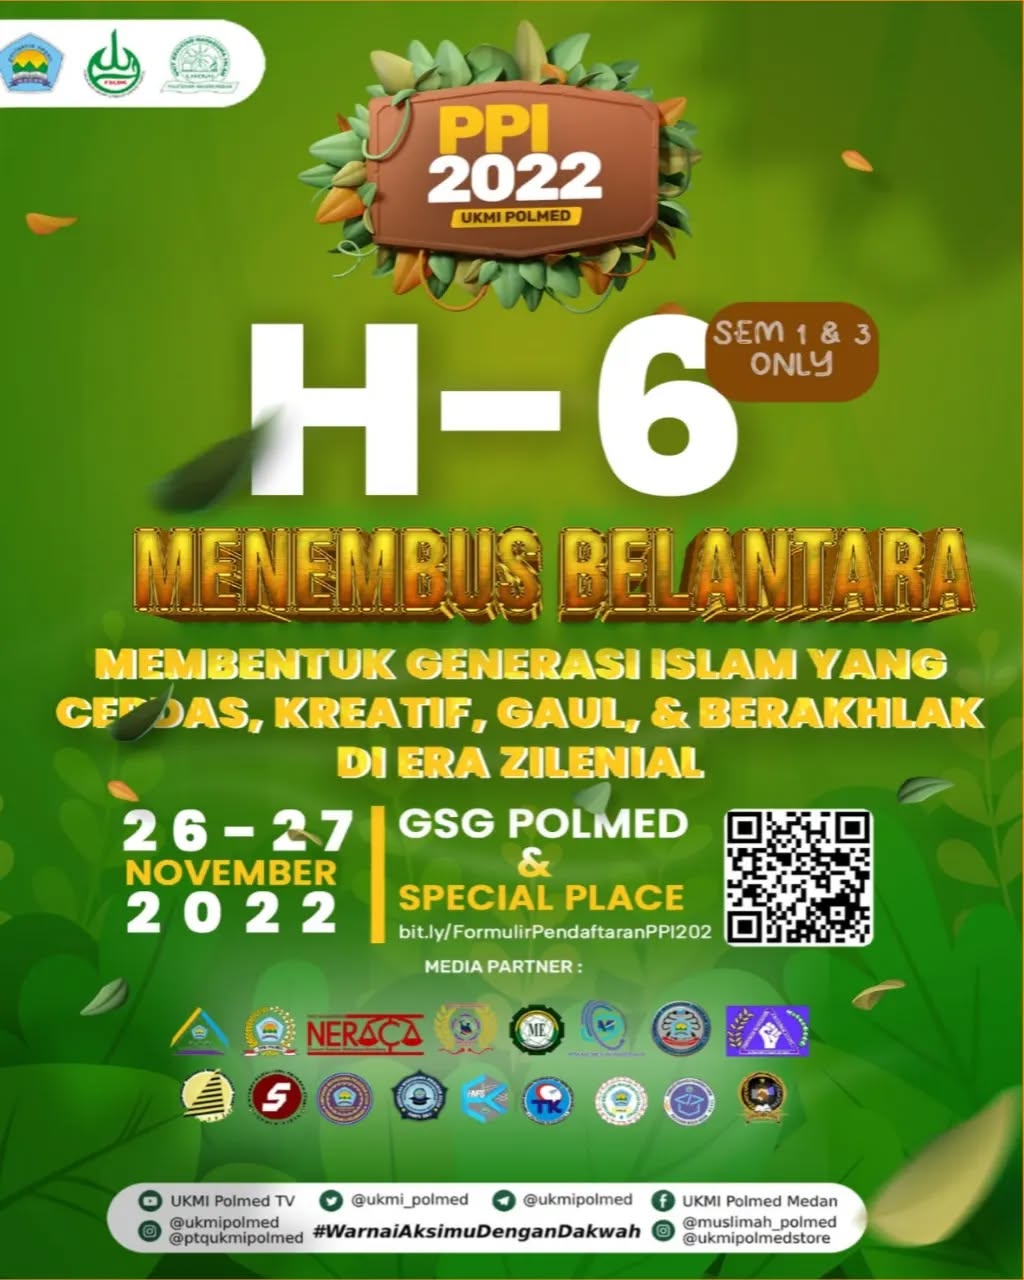 PPI
2022
UKMI POLMED
H-6
SEM 1 & 3
ONLY
MENEMBUS BELANTARA
MEMBENTUK GENERASI ISLAM YANG
CERDAS, KREATIF, GAUL, & BERAKHLAK
DI ERA ZILENIAL
26-27
NOVEMBER
2022
GSG POLMED
&
SPECIAL PLACE
bit.ly/FormulirPendaftaranPPI202
MEDIA PARTNER :
NERACA
ME
S
TK
UKMI Polmed TV
@ukmi_polmed
@ukmipolmed
UKMI Polmed Medan
@ukmipolmed
@ptqukmipolmed
#WarnaiAksimuDenganDakwah
@muslimah_polmed
@ukmipolmedstore